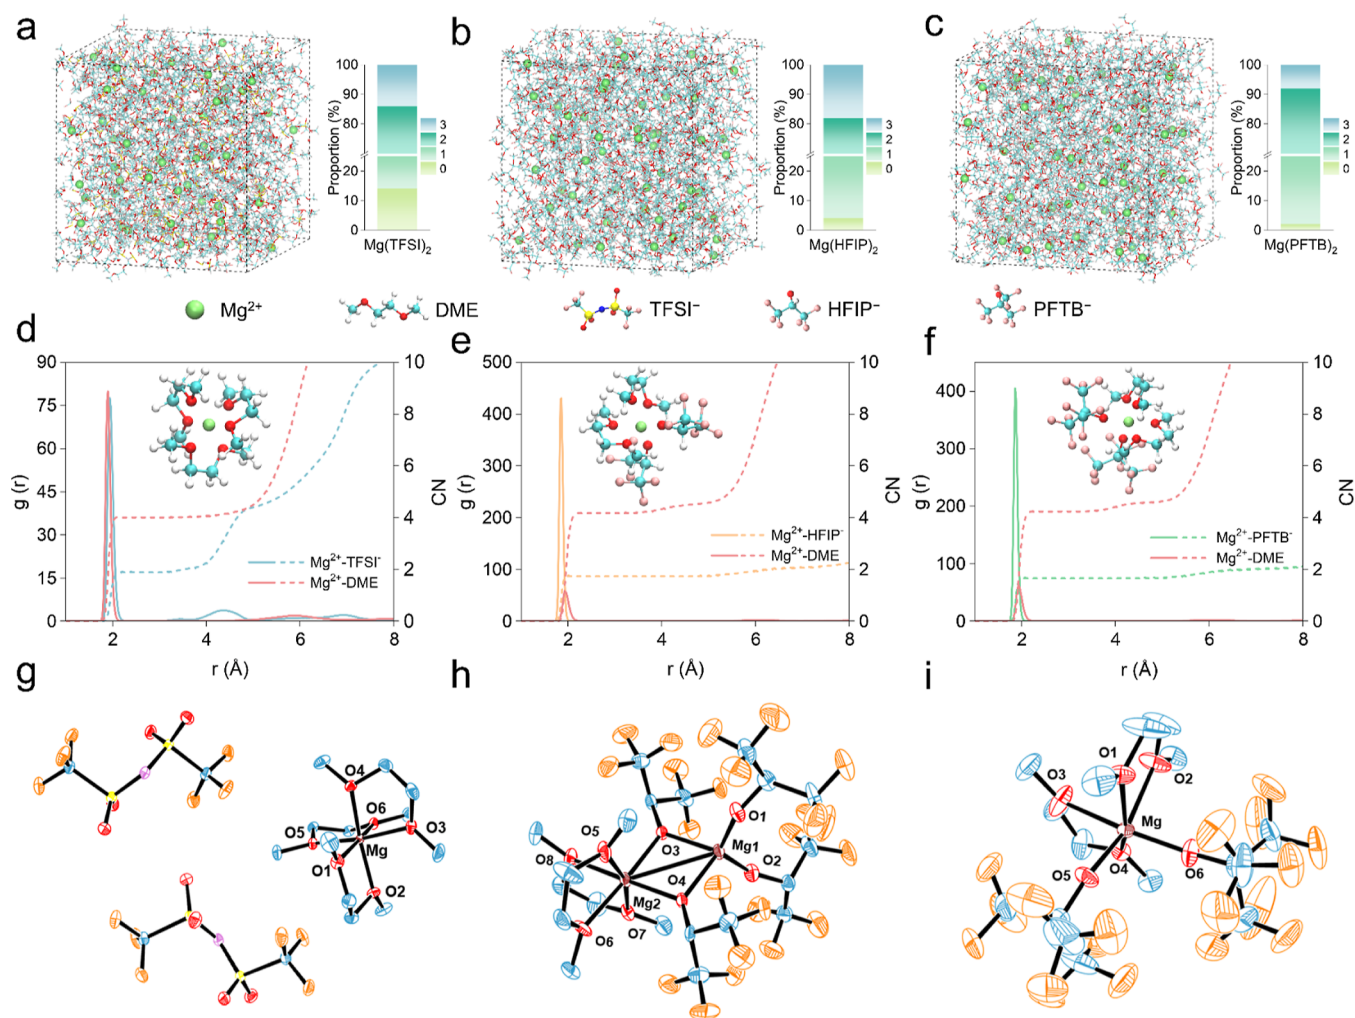 a
b
c
100
90
80
20
10
0
Proportion (%)
3
2
1
0
Mg(TFSI)2
100
90
80
20
10
0
Proportion (%)
3
2
1
0
Mg(HFIP)2
100
90
80
20
10
0
Proportion (%)
3
2
1
0
Mg(PFTB)2
Mg2+
DME
TFSI−
HFIP−
PFTB−
d
e
f
90
75
60
45
30
15
0
g (r)
10
8
6
4
2
0
CN
Mg2+-TFSI-
Mg2+-DME
2 4 6 8
r (Å)
500
400
300
200
100
0
g (r)
10
8
6
4
2
0
CN
Mg2+-HFIP-
Mg2+-DME
2 4 6 8
r (Å)
400
300
200
100
0
g (r)
10
8
6
4
2
0
CN
Mg2+-PFTB-
Mg2+-DME
2 4 6 8
r (Å)
g
h
i
O4
O6
O5
O3
Mg
O1
O2
O1
O5
O3
Mg1
O8
O2
O4
Mg2
O6
O7
O1
O3
O2
Mg
O4
O5
O6